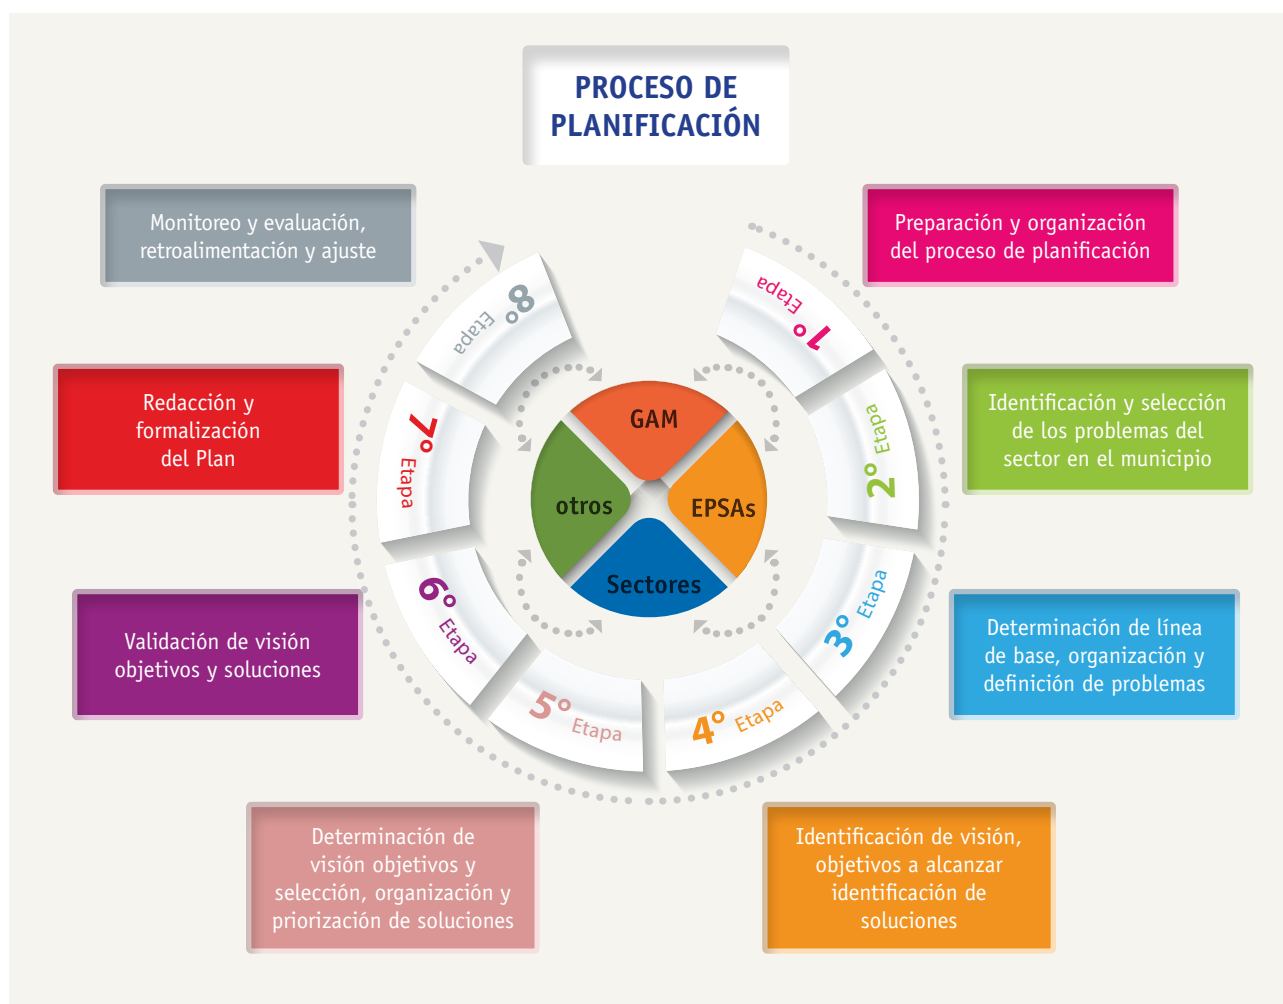 PROCESO DE
PLANIFICACIÓN
Preparación y organización
del proceso de planificación
1° Etapa
Identificación y selección
de los problemas del
sector en el municipio
2° Etapa
Determinación de línea
de base, organización y
definición de problemas
3° Etapa
Identificación de visión,
objetivos a alcanzar
identificación de
soluciones
4° Etapa
Determinación de
visión objetivos y
selección, organización y
priorización de soluciones
5° Etapa
Validación de visión
objetivos y soluciones
6° Etapa
Redacción y
formalización
del Plan
7° Etapa
Monitoreo y evaluación,
retroalimentación y ajuste
8° Etapa
GAM
EPSAs
Sectores
otros